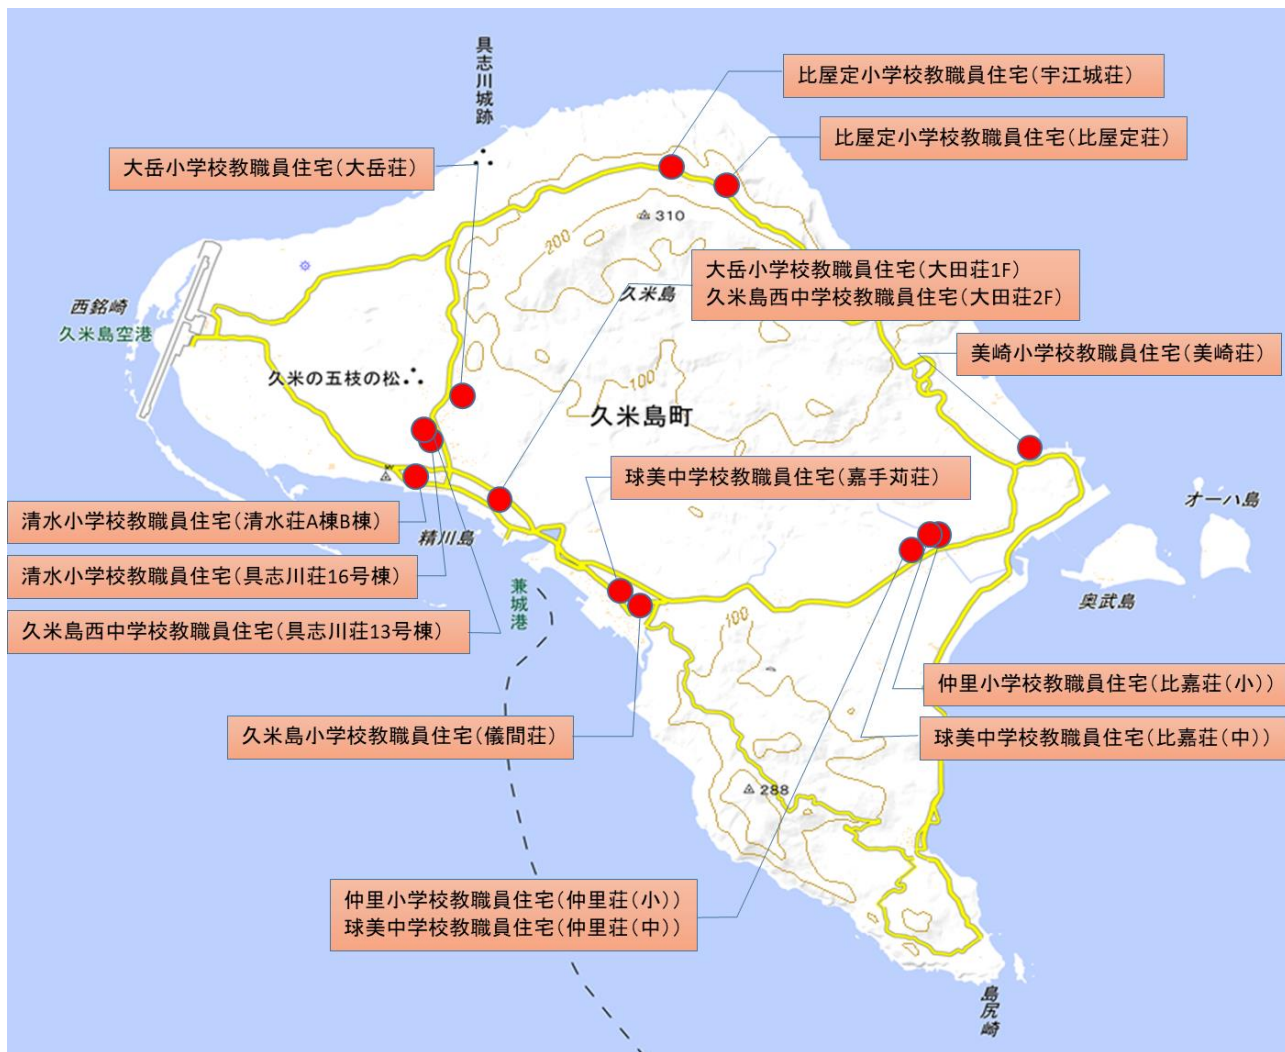 具志川城跡
比屋定小学校教職員住宅(宇江城荘)
比屋定小学校教職員住宅(比屋定荘)
大岳小学校教職員住宅(大岳荘)
310
200
大岳小学校教職員住宅(大田荘1F)
久米島西中学校教職員住宅(大田荘2F)
久米島
西銘崎
久米島空港
美崎小学校教職員住宅(美崎荘)
久米の五枝の松
100
久米島町
球美中学校教職員住宅(嘉手苅荘)
オーハ島
清水小学校教職員住宅(清水荘A棟B棟)
精川島
清水小学校教職員住宅(具志川荘16号棟)
兼城港
奥武島
久米島西中学校教職員住宅(具志川荘13号棟)
100
仲里小学校教職員住宅(比嘉荘(小))
久米島小学校教職員住宅(儀間荘)
球美中学校教職員住宅(比嘉荘(中))
288
仲里小学校教職員住宅(仲里荘(小))
球美中学校教職員住宅(仲里荘(中))
島尻崎